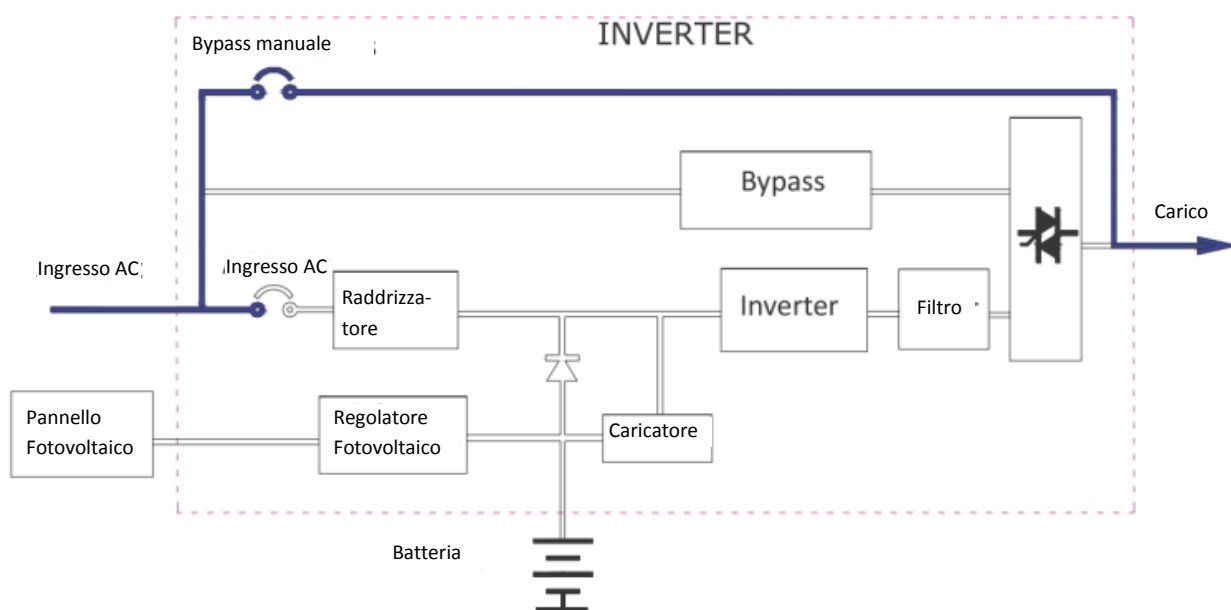 INVERTER
Bypass manuale
Bypass
Carico
Ingresso AC
Ingresso AC
Raddrizza-
tore
Inverter
Filtro
Pannello
Fotovoltaico
Regolatore
Fotovoltaico
Caricatore
Batteria